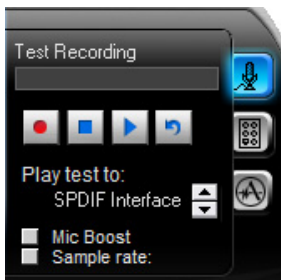 Test Recording
Play test to:
SPDIF Interface
Mic Boost
Sample rate: